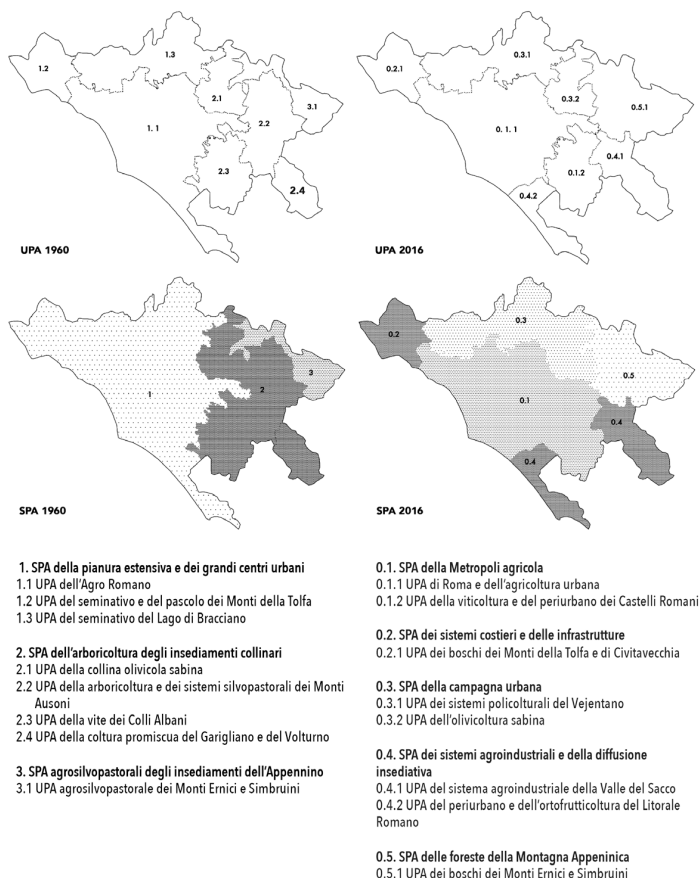 1.2
1.3
2.1
3.1
1. 1
2.2
2.3
2.4
UPA 1960
0.2.1
0.3.1
0.3.2
0.5.1
0. 1. 1
0.4.1
0.1.2
0.4.2
UPA 2016
1
2
3
SPA 1960
0.2
0.3
0.5
0.1
0.4
0.4
SPA 2016
1. SPA della pianura estensiva e dei grandi centri urbani
1.1 UPA dell'Agro Romano
1.2 UPA del seminativo e del pascolo dei Monti della Tolfa
1.3 UPA del seminativo del Lago di Bracciano
2. SPA dell'arboricoltura degli insediamenti collinari
2.1 UPA della collina olivicola sabina
2.2 UPA della arboricoltura e dei sistemi silvopastorali dei Monti
Ausoni
2.3 UPA della vite dei Colli Albani
2.4 UPA della coltura promiscua del Garigliano e del Volturno
3. SPA agrosilvopastorali degli insediamenti dell'Appennino
3.1 UPA agrosilvopastorale dei Monti Ernici e Simbruini
0.1. SPA della Metropoli agricola
0.1.1 UPA di Roma e dell'agricoltura urbana
0.1.2 UPA della viticoltura e del periurbano dei Castelli Romani
0.2. SPA dei sistemi costieri e delle infrastrutture
0.2.1 UPA dei boschi dei Monti della Tolfa e di Civitavecchia
0.3. SPA della campagna urbana
0.3.1 UPA dei sistemi policolturali del Vejentano
0.3.2 UPA dell'olivicoltura sabina
0.4. SPA dei sistemi agroindustriali e della diffusione
insediativa
0.4.1 UPA del sistema agroindustriale della Valle del Sacco
0.4.2 UPA del periurbano e dell'ortofrutticoltura del Litorale
Romano
0.5. SPA delle foreste della Montagna Appeninica
0.5.1 UPA dei boschi dei Monti Ernici e Simbruini